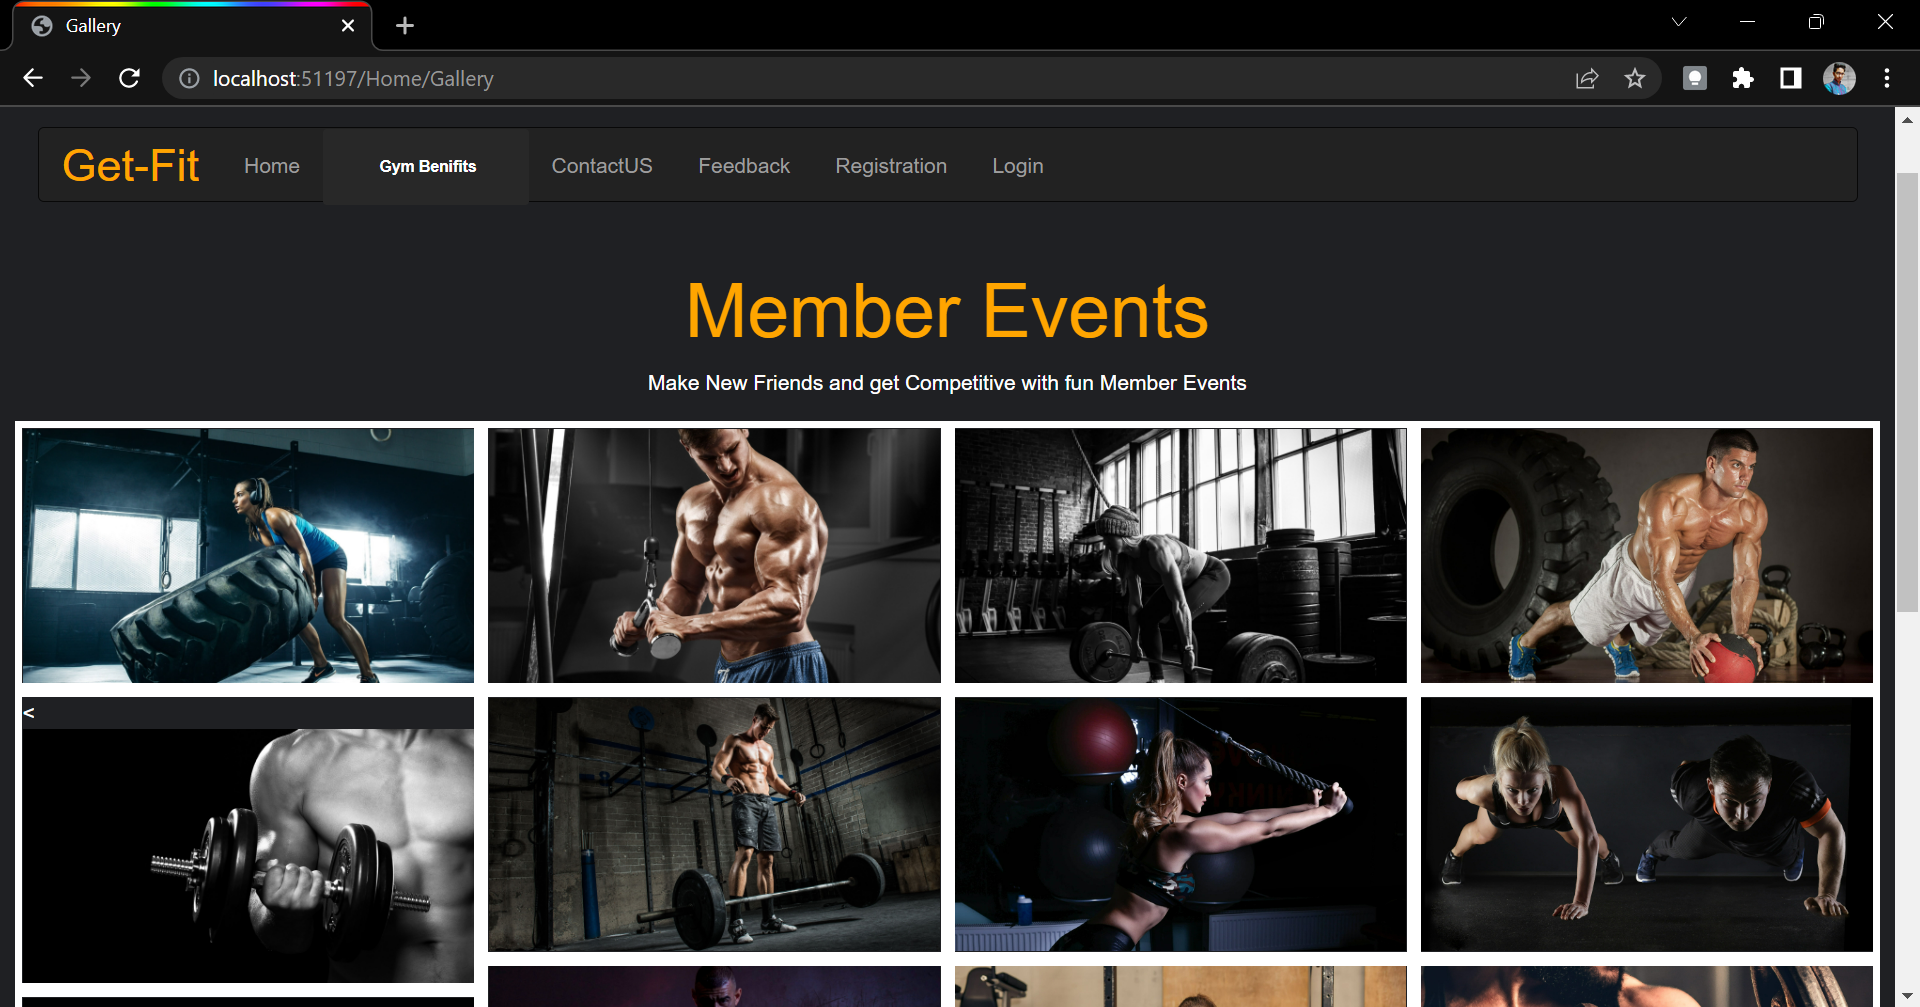 Gallery
localhost:51197/Home/Gallery
Get-Fit Home Gym Benifits ContactUS Feedback Registration Login
Member Events
Make New Friends and get Competitive with fun Member Events
<